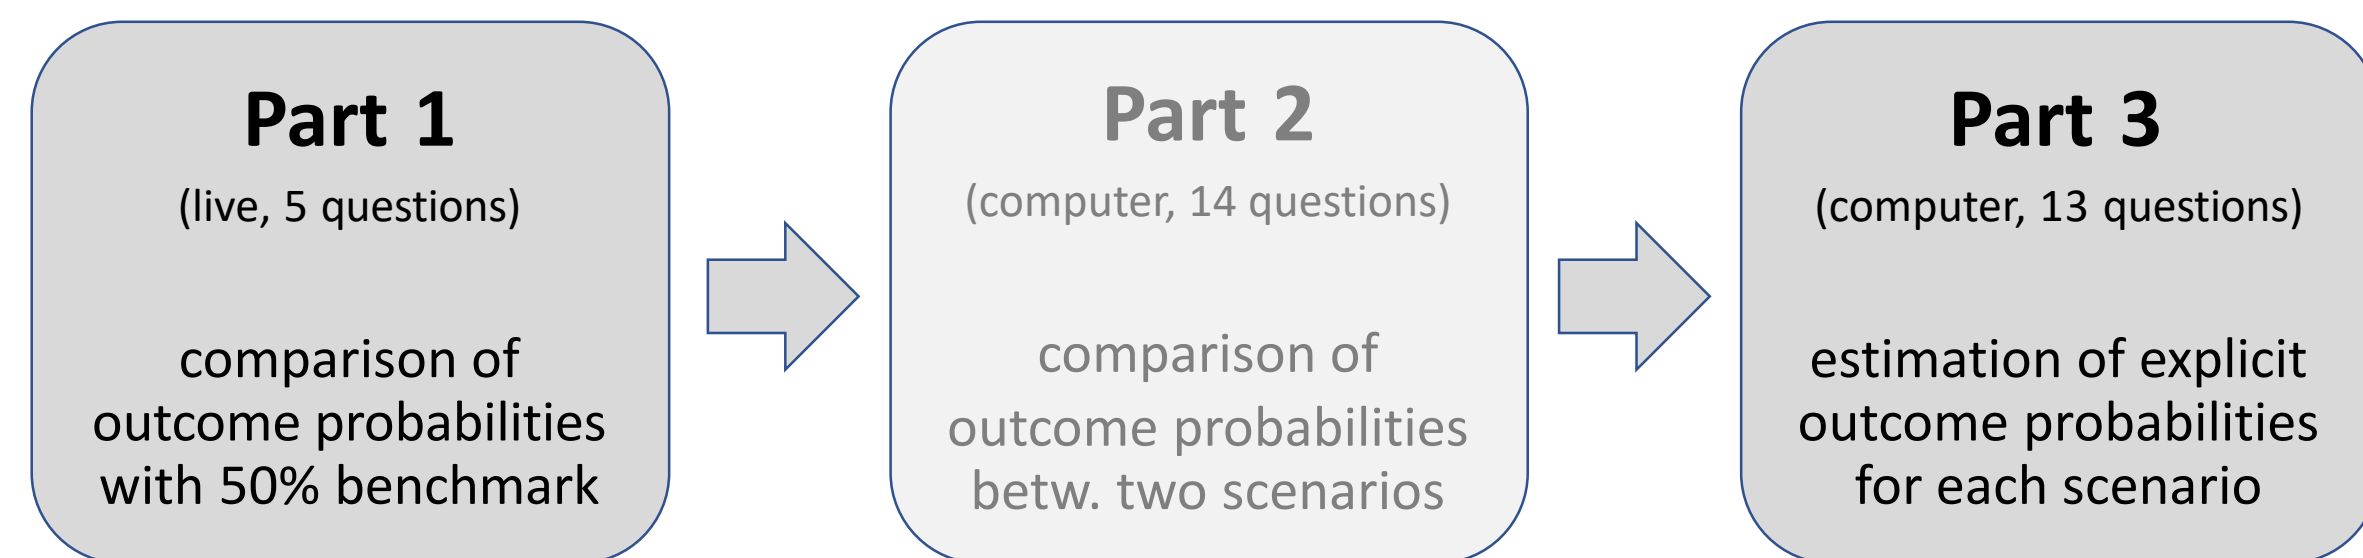 Part 1
(live, 5 questions)
comparison of
outcome probabilities
with 50% benchmark
Part 2
(computer, 14 questions)
comparison of
outcome probabilities
betw. two scenarios
Part 3
(computer, 13 questions)
estimation of explicit
outcome probabilities
for each scenario